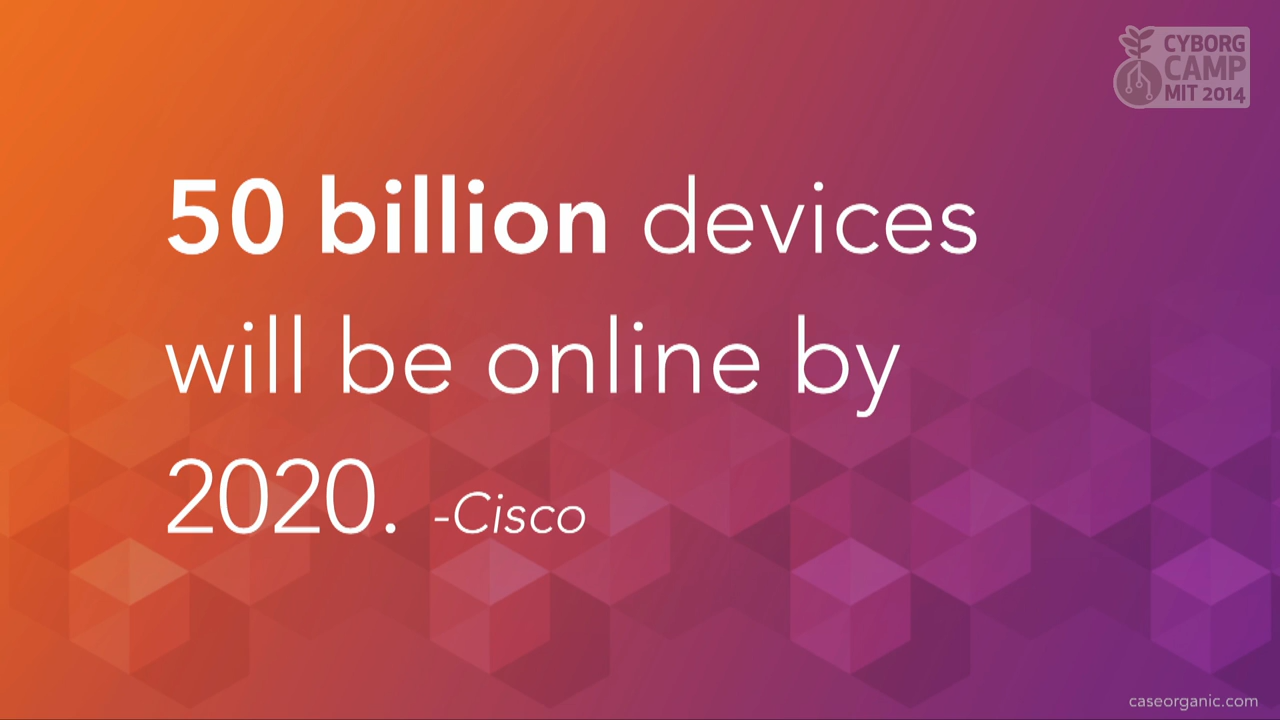 CYBORG
CAMP
MIT 2014
50 billion devices
will be online by
2020. -Cisco
caseorganic.com